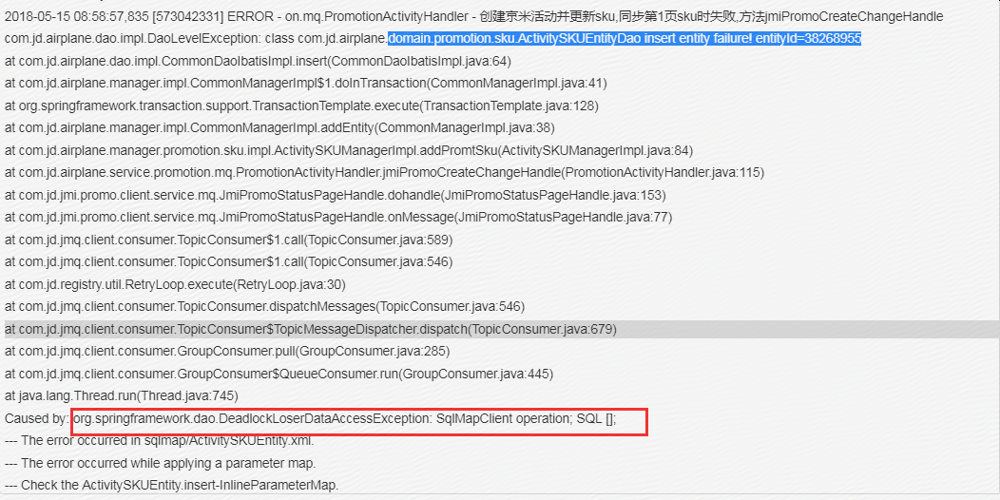 2018-05-15 08:58:57,835 [573042331] ERROR - on.mq.PromotionActivityHandler - 创建京米活动并更新sku,同步第1页sku时失败,方法jmiPromoCreateChangeHandle
com.jd.airplane.dao.impl.DaoLevelException: class com.jd.airplane.domain.promotion.sku.ActivitySKUEntityDao insert entity failure! entityId=38268955
at com.jd.airplane.dao.impl.CommonDaoIbatisImpl.insert(CommonDaoIbatisImpl.java:64)
at com.jd.airplane.manager.impl.CommonManagerImpl$1.doInTransaction(CommonManagerImpl.java:41)
at org.springframework.transaction.support.TransactionTemplate.execute(TransactionTemplate.java:128)
at com.jd.airplane.manager.impl.CommonManagerImpl.addEntity(CommonManagerImpl.java:38)
at com.jd.airplane.manager.promotion.sku.impl.ActivitySKUManagerImpl.addPromtSku(ActivitySKUManagerImpl.java:84)
at com.jd.airplane.service.promotion.mq.PromotionActivityHandler.jmiPromoCreateChangeHandle(PromotionActivityHandler.java:115)
at com.jd.jmi.promo.client.service.mq.JmiPromoStatusPageHandle.dohandle(JmiPromoStatusPageHandle.java:153)
at com.jd.jmi.promo.client.service.mq.JmiPromoStatusPageHandle.onMessage(JmiPromoStatusPageHandle.java:77)
at com.jd.jmq.client.consumer.TopicConsumer$1.call(TopicConsumer.java:589)
at com.jd.jmq.client.consumer.TopicConsumer$1.call(TopicConsumer.java:546)
at com.jd.registry.util.RetryLoop.execute(RetryLoop.java:30)
at com.jd.jmq.client.consumer.TopicConsumer.dispatchMessages(TopicConsumer.java:546)
at com.jd.jmq.client.consumer.TopicConsumer$TopicMessageDispatcher.dispatch(TopicConsumer.java:679)
at com.jd.jmq.client.consumer.GroupConsumer.pull(GroupConsumer.java:285)
at com.jd.jmq.client.consumer.GroupConsumer$QueueConsumer.run(GroupConsumer.java:445)
at java.lang.Thread.run(Thread.java:745)
Caused by: org.springframework.dao.DeadlockLoserDataAccessException: SqlMapClient operation; SQL [];
--- The error occurred in sqlmap/ActivitySKUEntity.xml.
--- The error occurred while applying a parameter map.
--- Check the ActivitySKUEntity.insert-InlineParameterMap.